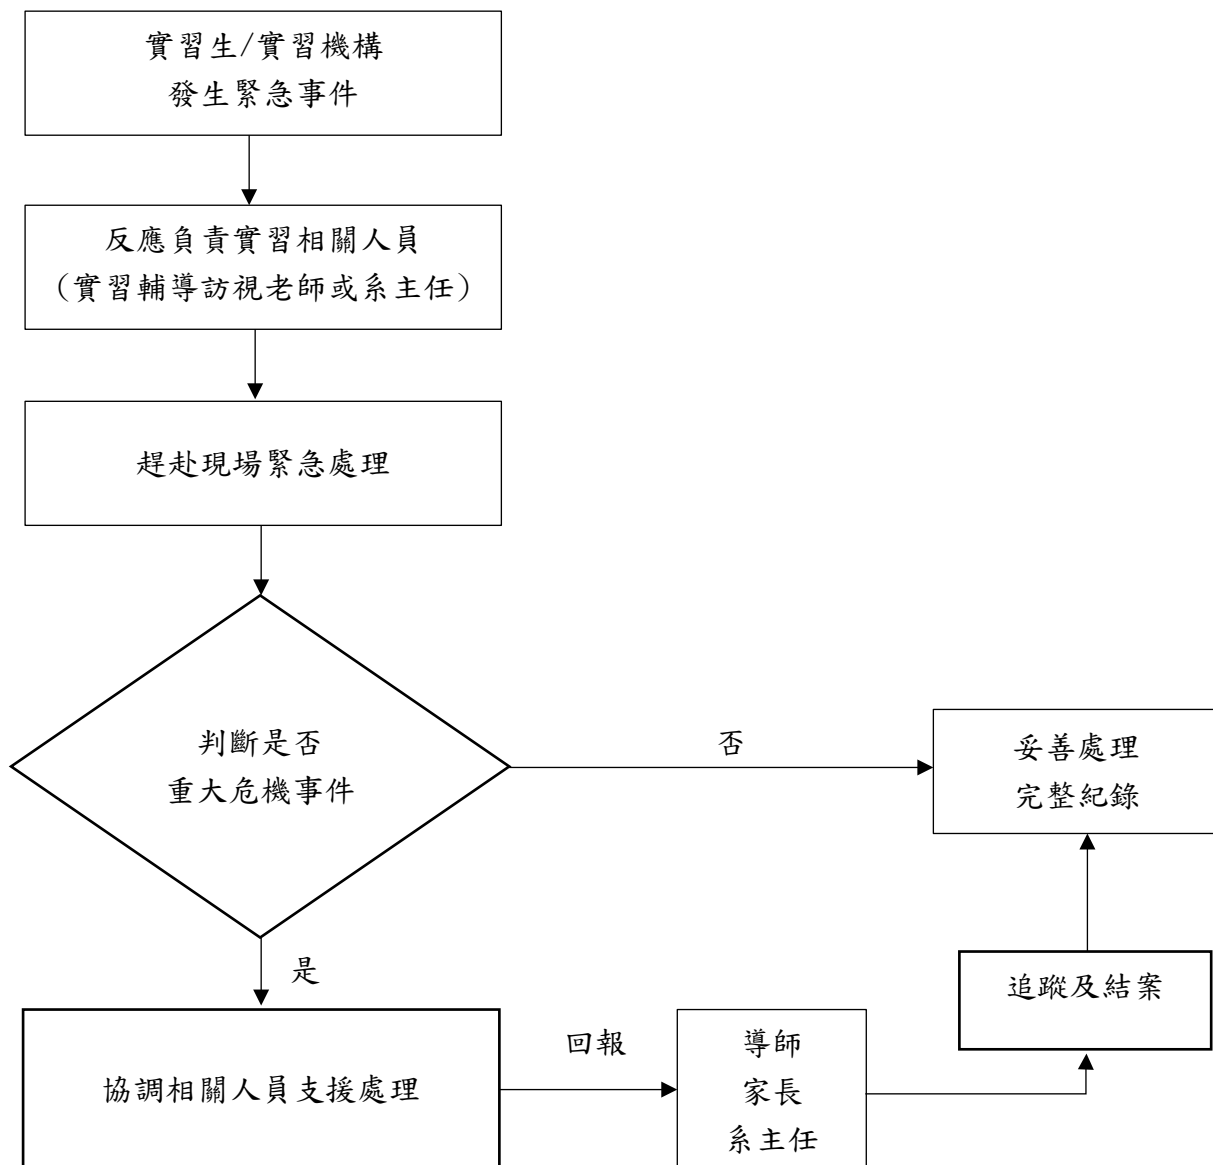 實習生/實習機構
發生緊急事件
反應負責實習相關人員
(實習輔導訪視老師或系主任)
趕赴現場緊急處理
判斷是否
重大危機事件
否
妥善處理
完整紀錄
是
追蹤及結案
協調相關人員支援處理
回報
導師
家長
系主任